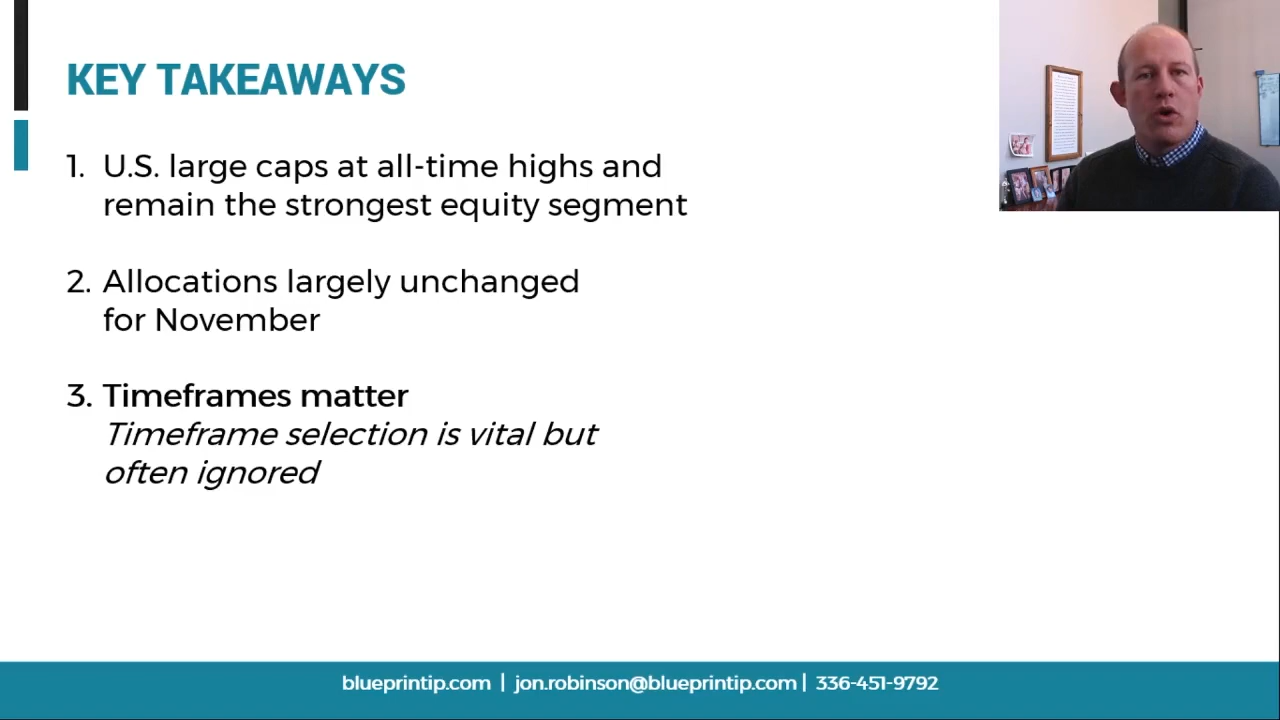 KEY TAKEAWAYS
1. U.S. large caps at all-time highs and
remain the strongest equity segment
2. Allocations largely unchanged
for November
3. Timeframes matter
Timeframe selection is vital but
often ignored
blueprintip.com | jon.robinson@blueprintip.com | 336-451-9792